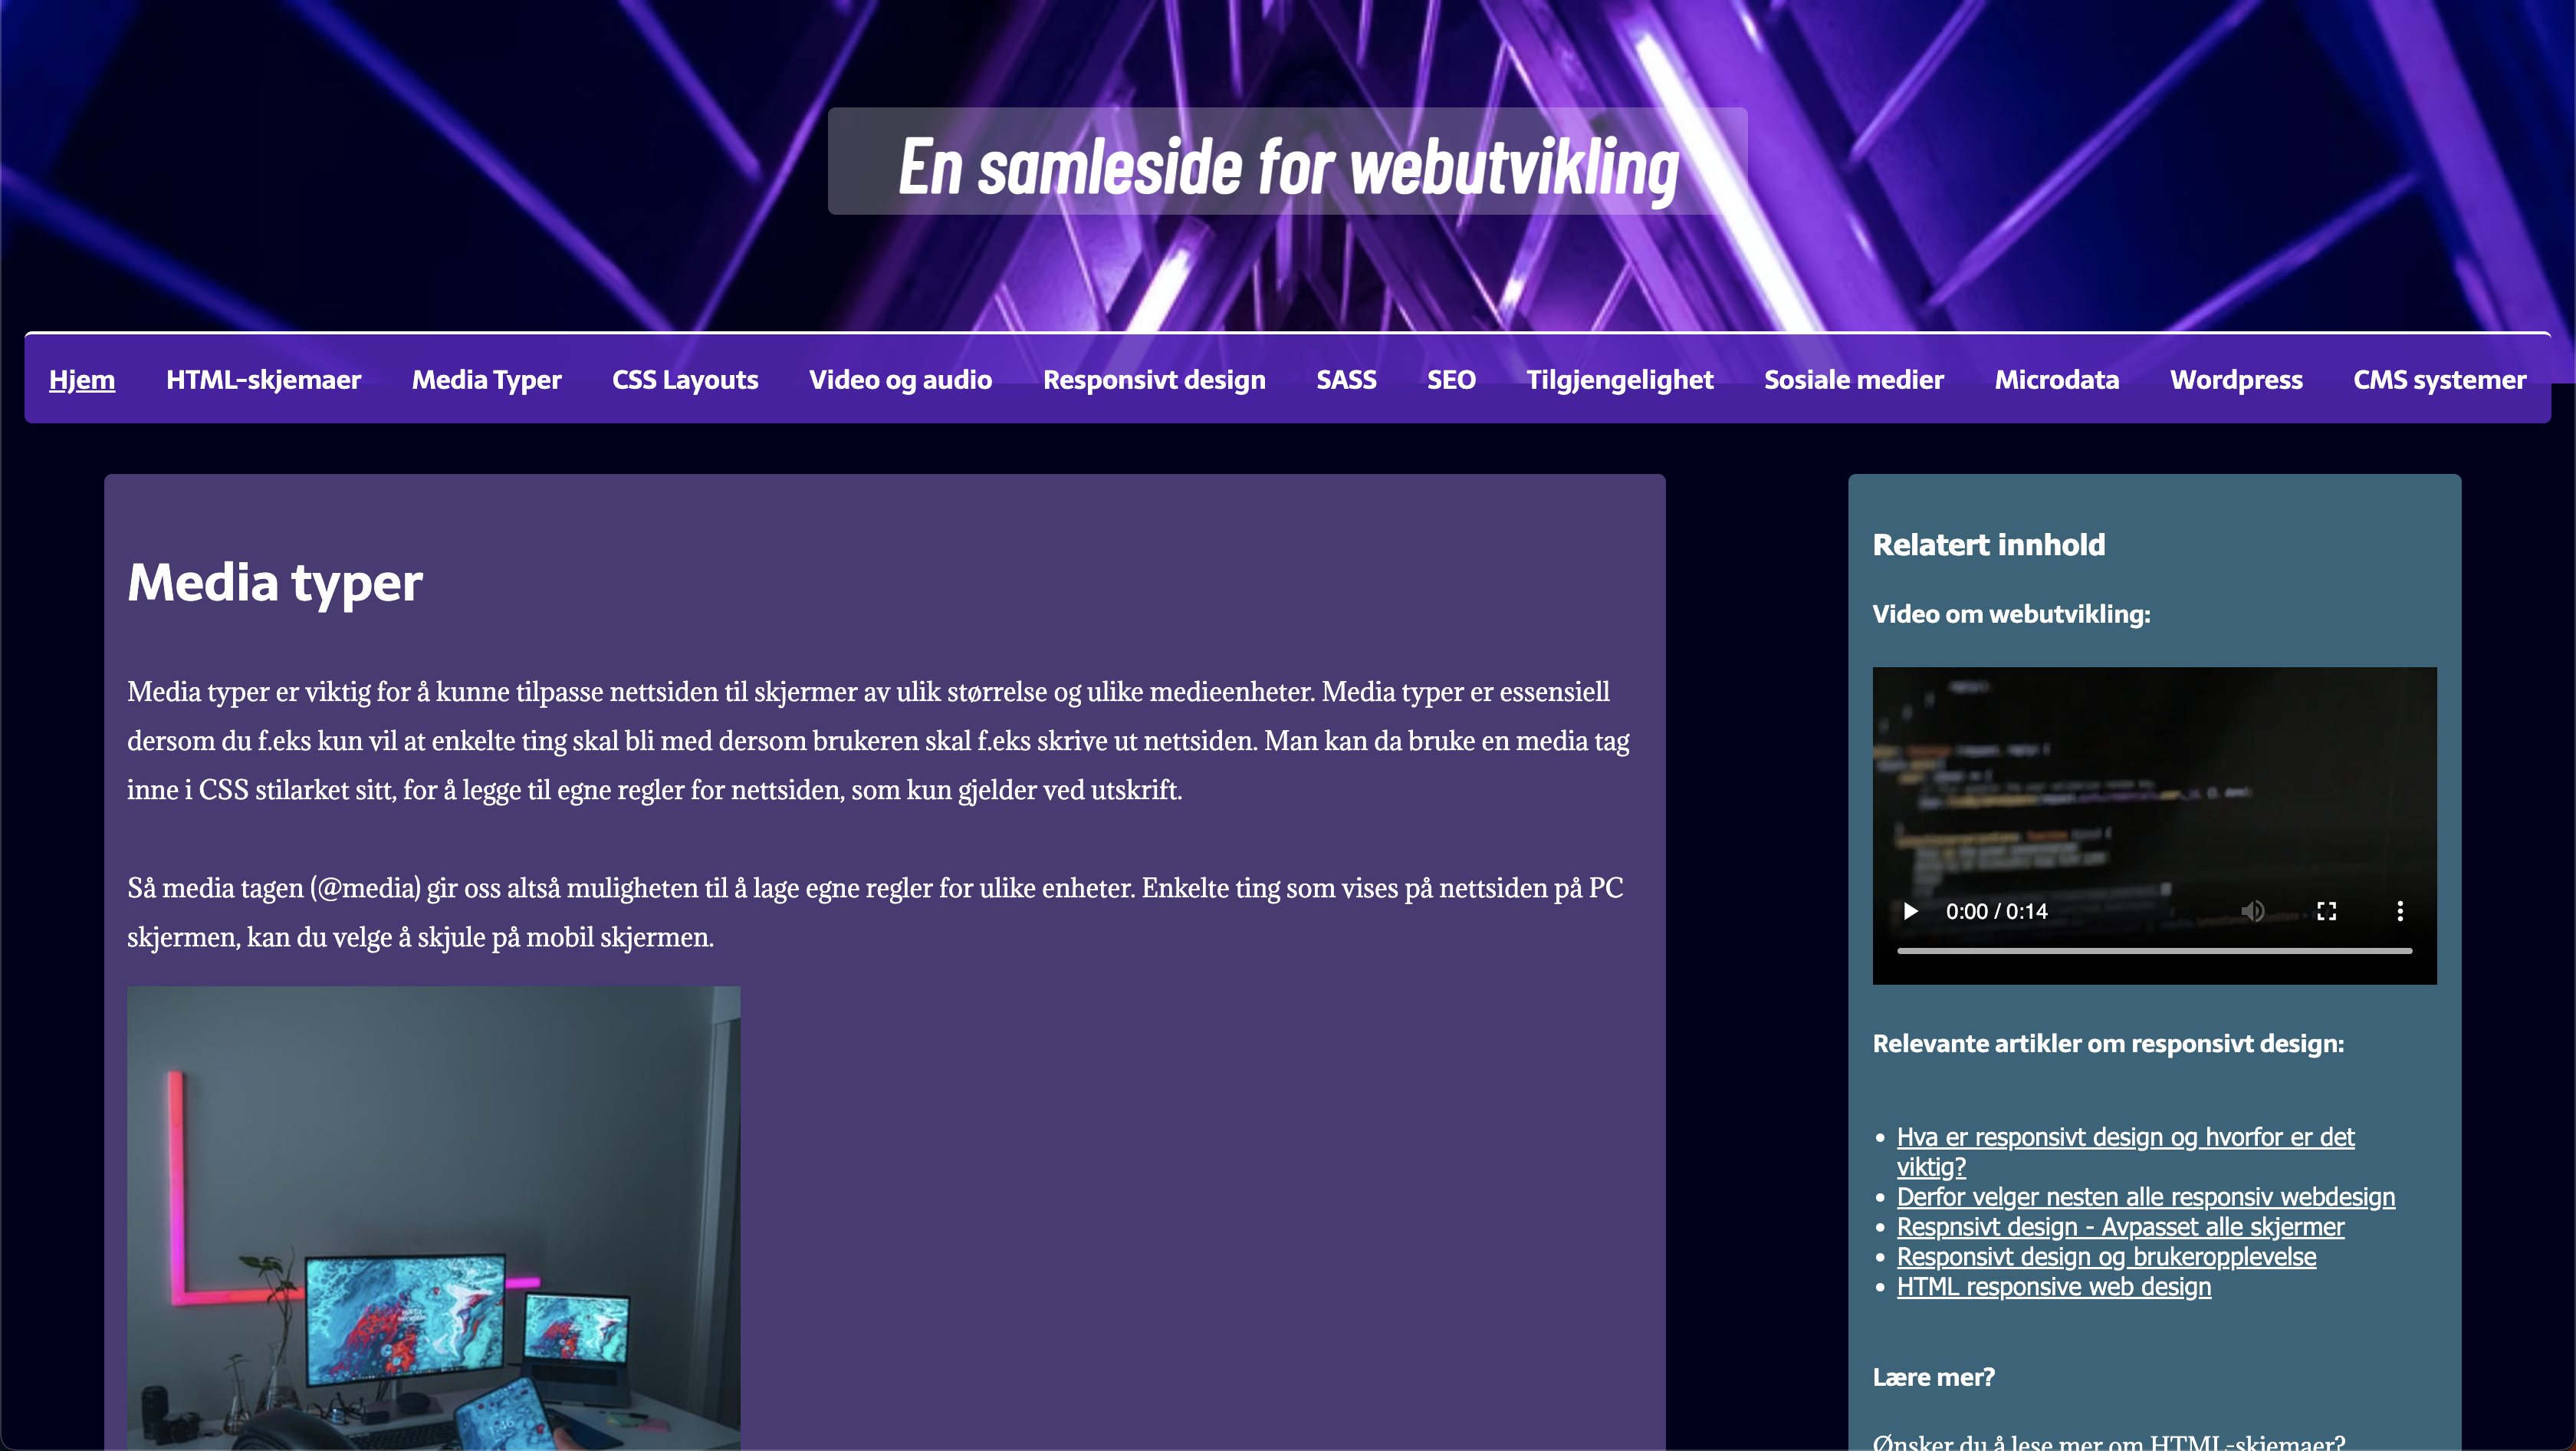 En samleside for webutvikling
Hjem HTML-skjemaer Media Typer CSS Layouts Video og audio Responsivt design SASS SEO Tilgjengelighet Sosiale medier Microdata Wordpress CMS systemer
Media typer
Media typer er viktig for å kunne tilpasse nettsiden til skjermer av ulik størrelse og ulike medieenheter. Media typer er essensiell
dersom du f.eks kun vil at enkelte ting skal bli med dersom brukeren skal f.eks skrive ut nettsiden. Man kan da bruke en media tag
inne i CSS stilarket sitt, for å legge til egne regler for nettsiden, som kun gjelder ved utskrift.
Så media tagen (@media) gir oss altså muligheten til å lage egne regler for ulike enheter. Enkelte ting som vises på nettsiden på PC
skjermen, kan du velge å skjule på mobil skjermen.
Relatert innhold
Video om webutvikling:
0:00 / 0:14
Relevante artikler om responsivt design:
• Hva er responsivt design og hvorfor er det
viktig?
• Derfor velger nesten alle responsiv webdesign
• Respnsivt design - Avpasset alle skjermer
• Responsivt design og brukeropplevelse
• HTML responsive web design
Lære mer?
Ønsker du å lese mer om HTML-skjemaer?